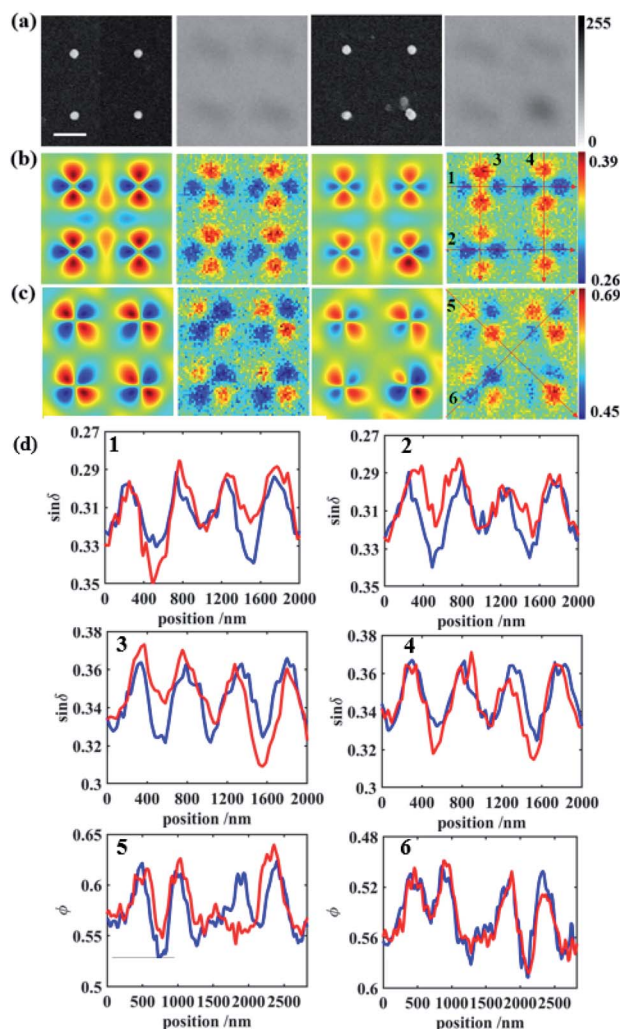 (a)
255
0
(b)
3 4
1
2
0.39
0.26
(c)
5
6
0.69
0.45
(d)
1
0.27
0.29
0.31
0.33
0.35
sinδ
0 400 800 1200 1600 2000
position /nm
2
0.27
0.29
0.31
0.33
0.35
sinδ
0 400 800 1200 1600 2000
position /nm
3
0.38
0.36
0.34
0.32
0.3
sinδ
0 400 800 1200 1600 2000
position /nm
4
0.38
0.36
0.34
0.32
0.3
sinδ
0 400 800 1200 1600 2000
position /nm
5
0.65
0.6
0.55
0.5
ϕ
0 500 1000 1500 2000 2500
position /nm
6
0.48
0.52
0.56
0.6
ϕ
0 500 1000 1500 2000 2500
position /nm